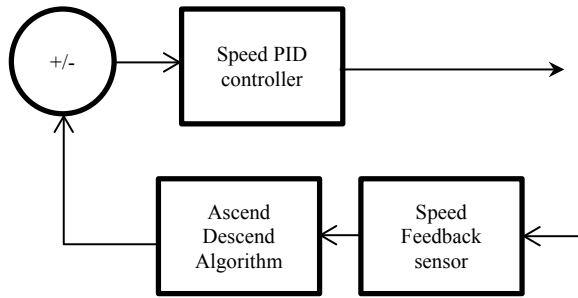 +/-
Speed PID
controller
Ascend
Descend
Algorithm
Speed
Feedback
sensor